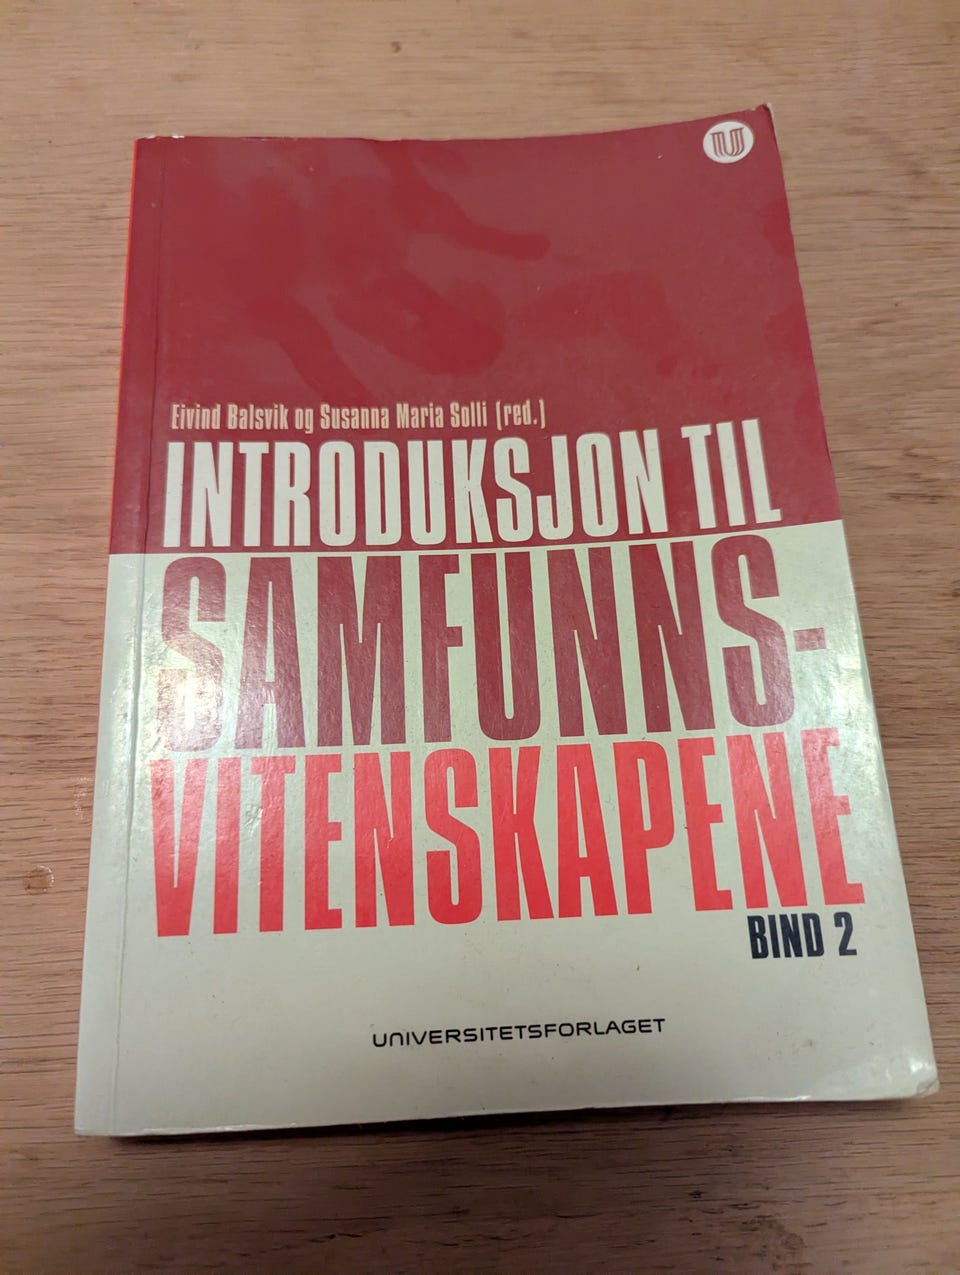 U
Eivind Balsvik og Susanna Maria Solli (red.)
INTRODUKSJON TIL
SAMFUNNS-
VITENSKAPENE
BIND 2
UNIVERSITETSFORLAGET